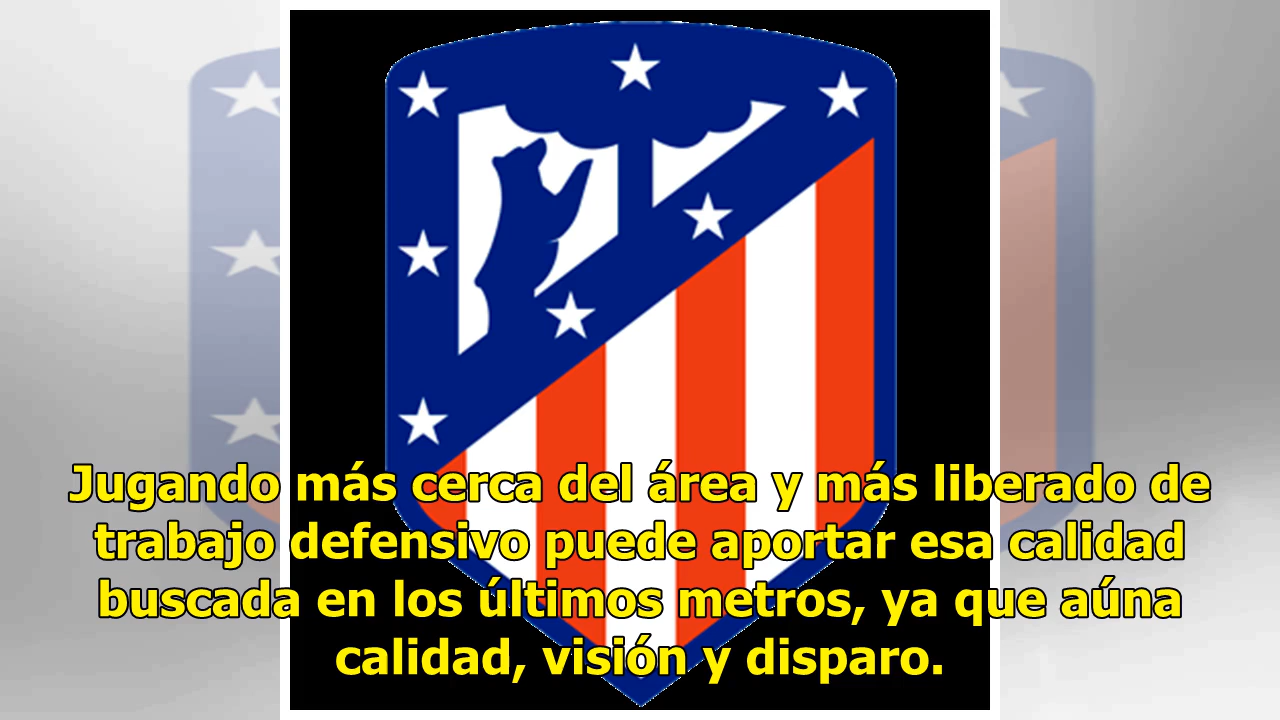 Jugando más cerca del área y más liberado de
trabajo defensivo puede aportar esa calidad
buscada en los últimos metros, ya que aúna
calidad, visión y disparo.